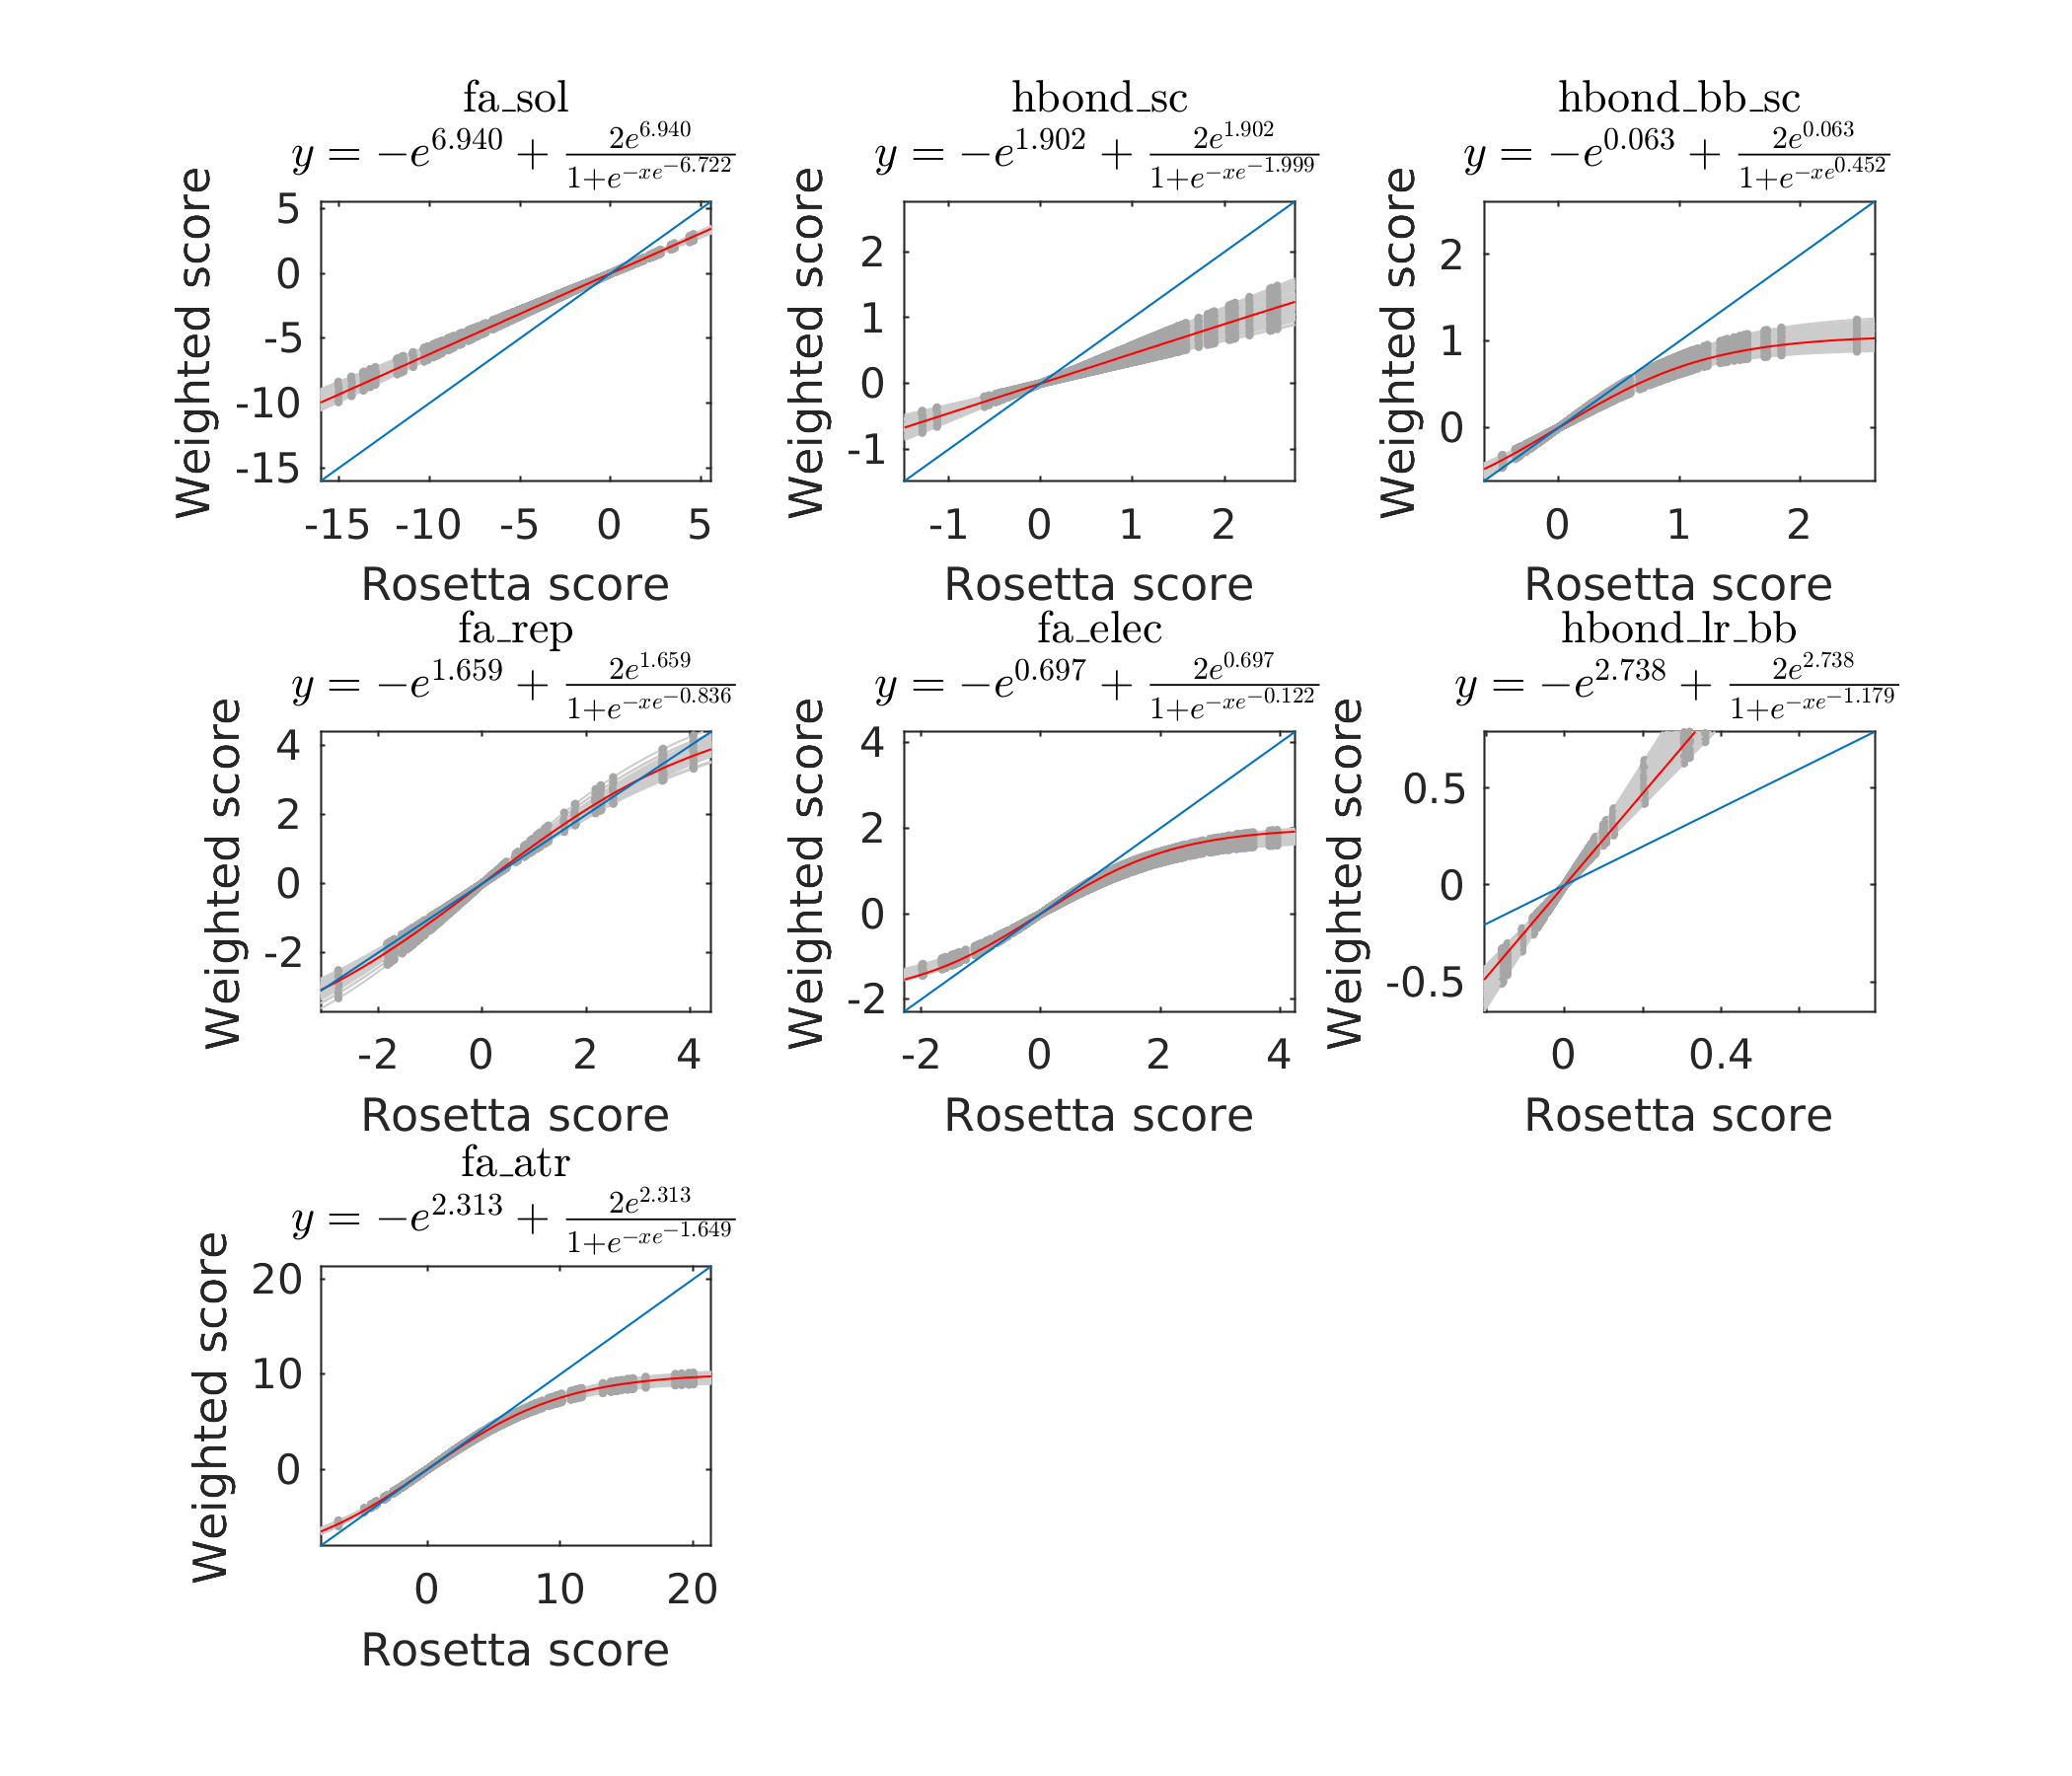 fa_sol
y = −e^{6.940} + \frac{2e^{6.940}}{1+e^{-xe^{-6.722}}}
Weighted score
5
0
-5
-10
-15
-15 -10 -5 0 5
Rosetta score
hbond_sc
y = −e^{1.902} + \frac{2e^{1.902}}{1+e^{-xe^{-1.999}}}
Weighted score
2
1
0
-1
-1 0 1 2
Rosetta score
hbond_bb_sc
y = −e^{0.063} + \frac{2e^{0.063}}{1+e^{-xe^{0.452}}}
Weighted score
2
1
0
0 1 2
Rosetta score
fa_rep
y = −e^{1.659} + \frac{2e^{1.659}}{1+e^{-xe^{-0.836}}}
Weighted score
4
2
0
-2
-2 0 2 4
Rosetta score
fa_elec
y = −e^{0.697} + \frac{2e^{0.697}}{1+e^{-xe^{-0.122}}}
Weighted score
4
2
0
-2
-2 0 2 4
Rosetta score
hbond_lr_bb
y = −e^{2.738} + \frac{2e^{2.738}}{1+e^{-xe^{-1.179}}}
Weighted score
0.5
0
-0.5
0 0.4
Rosetta score
fa_atr
y = −e^{2.313} + \frac{2e^{2.313}}{1+e^{-xe^{-1.649}}}
Weighted score
20
10
0
0 10 20
Rosetta score